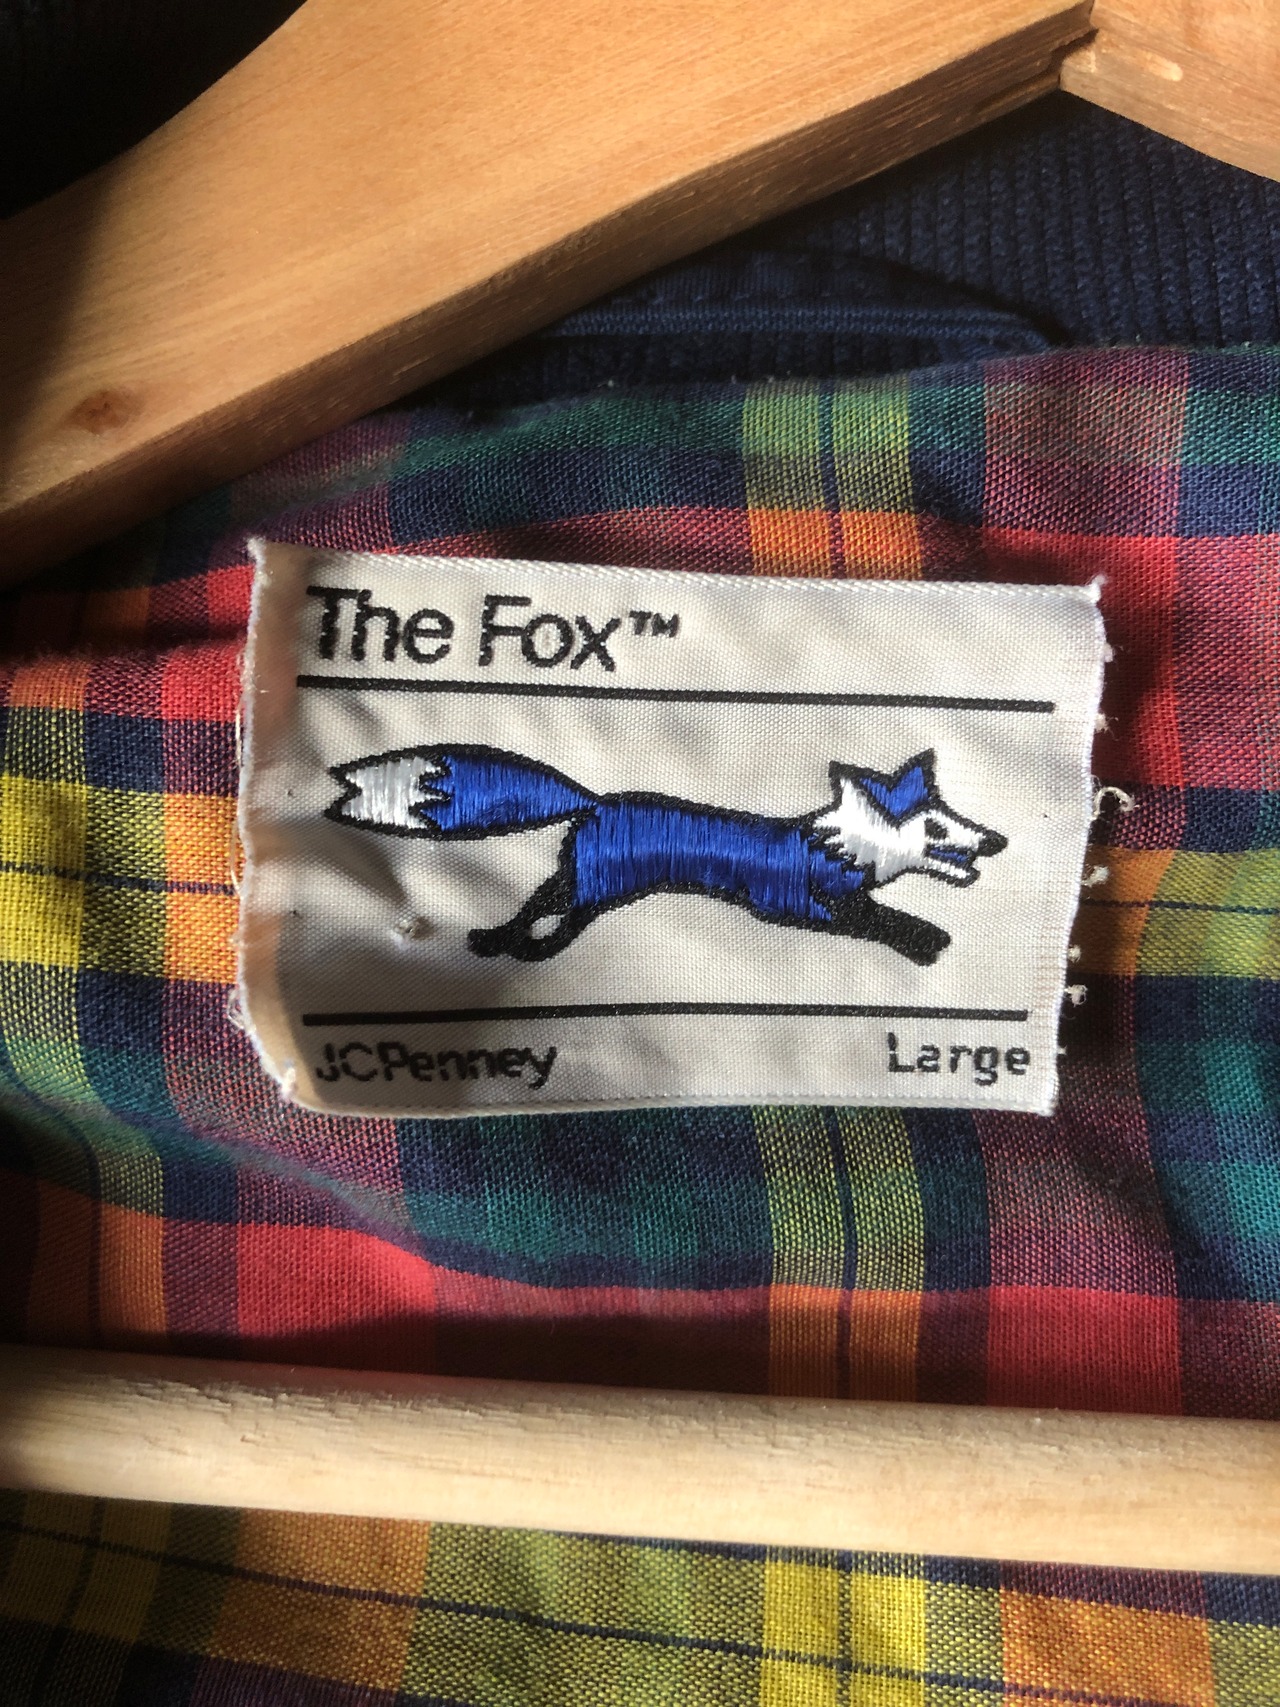 The Fox™
JCPenney
Large